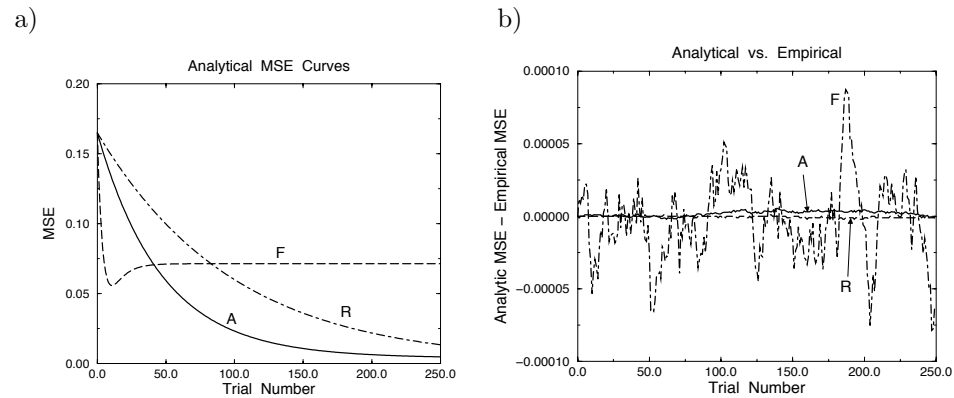 a)
Analytical MSE Curves
0.20
0.15
0.10
0.05
0.00
MSE
F
R
A
0.0 50.0 100.0 150.0 200.0 250.0
Trial Number
b)
Analytical vs. Empirical
0.00010
0.00005
0.00000
−0.00005
−0.00010
Analytic MSE − Empirical MSE
F
A
R
0.0 50.0 100.0 150.0 200.0 250.0
Trial Number